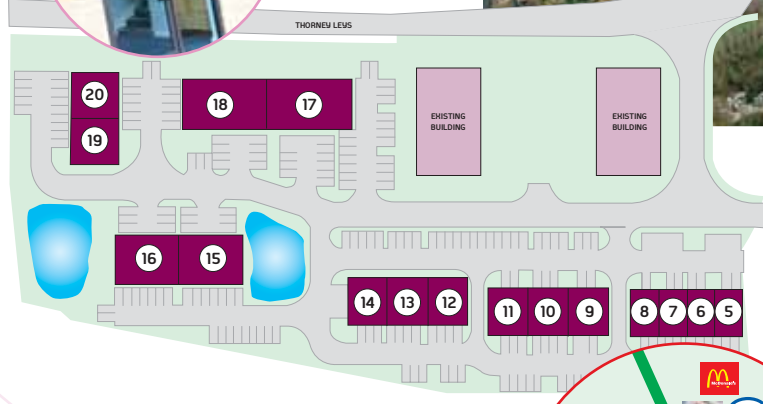 THORNEY LEYS
20
19
18
17
EXISTING
BUILDING
EXISTING
BUILDING
16
15
14
13
12
11
10
9
8
7
6
5
McDonald's